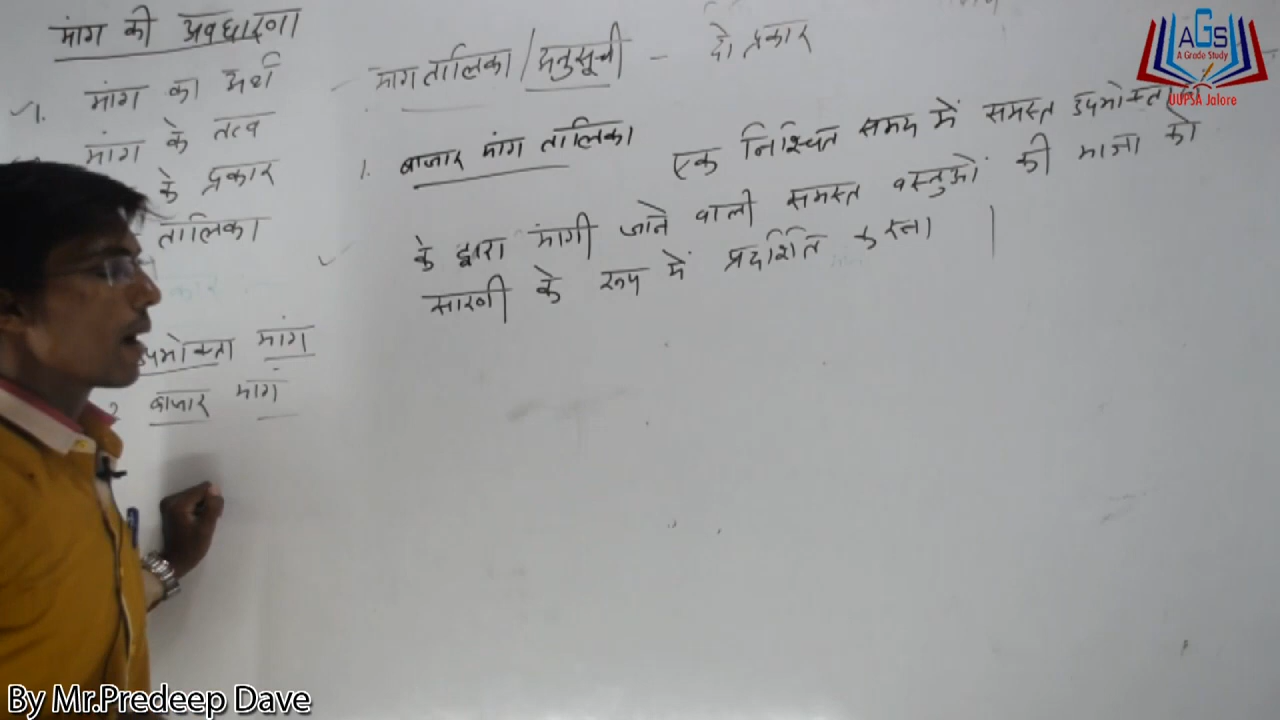 मांग की अवधारणा
1. मांग का अर्थ
मांग के तत्व
के प्रकार
तालिका
उपभोक्ता मांग
2 बाजार मांग
मांग तालिका / अनुसूची - दो प्रकार
1. बाजार मांग तालिका
एक निश्चित समय में समस्त उपभोक्ताओं
के द्वारा मांगी जाने वाली समस्त वस्तुओं की मात्रा को
सारणी के रूप में प्रदर्शित करना ।
AGS
A Grade Study
UUPSA Jalore
By Mr.Predeep Dave